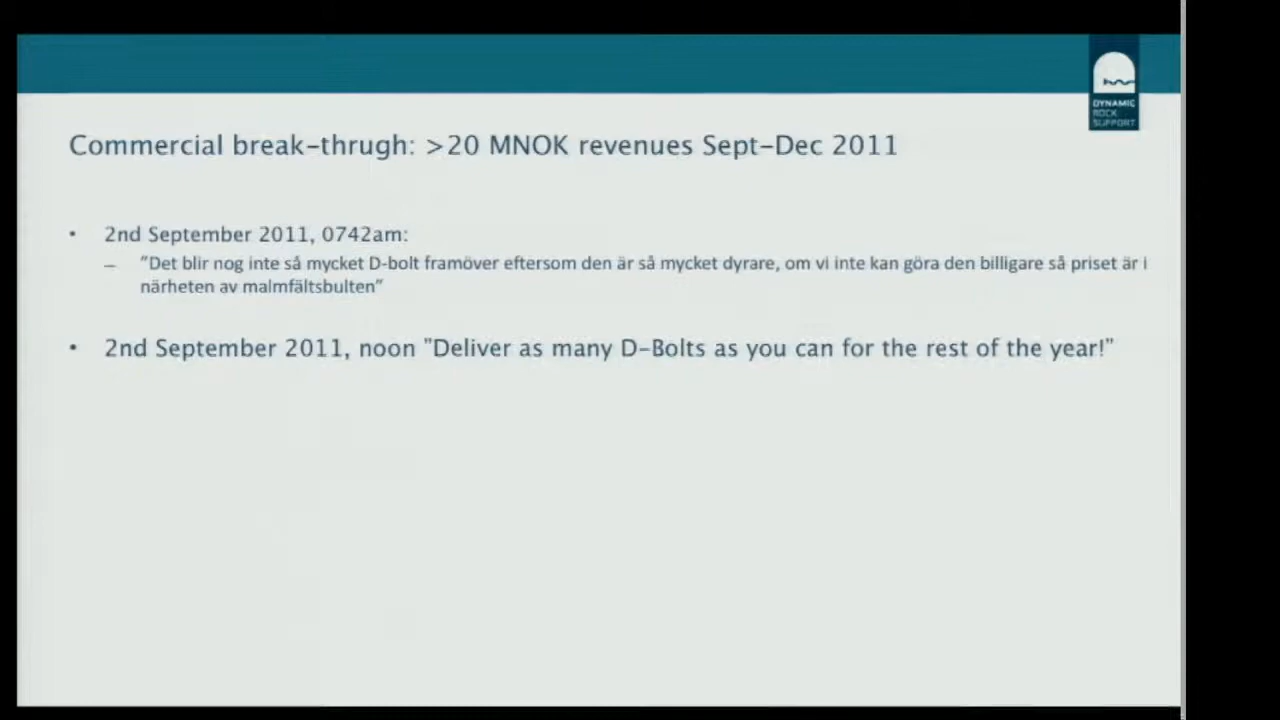 DYNAMIC
ROCK
SUPPORT
Commercial break-thrugh: >20 MNOK revenues Sept-Dec 2011
• 2nd September 2011, 0742am:
– "Det blir nog inte så mycket D-bolt framöver eftersom den är så mycket dyrare, om vi inte kan göra den billigare så priset är i
närheten av malmfältsbulten"
• 2nd September 2011, noon "Deliver as many D-Bolts as you can for the rest of the year!"